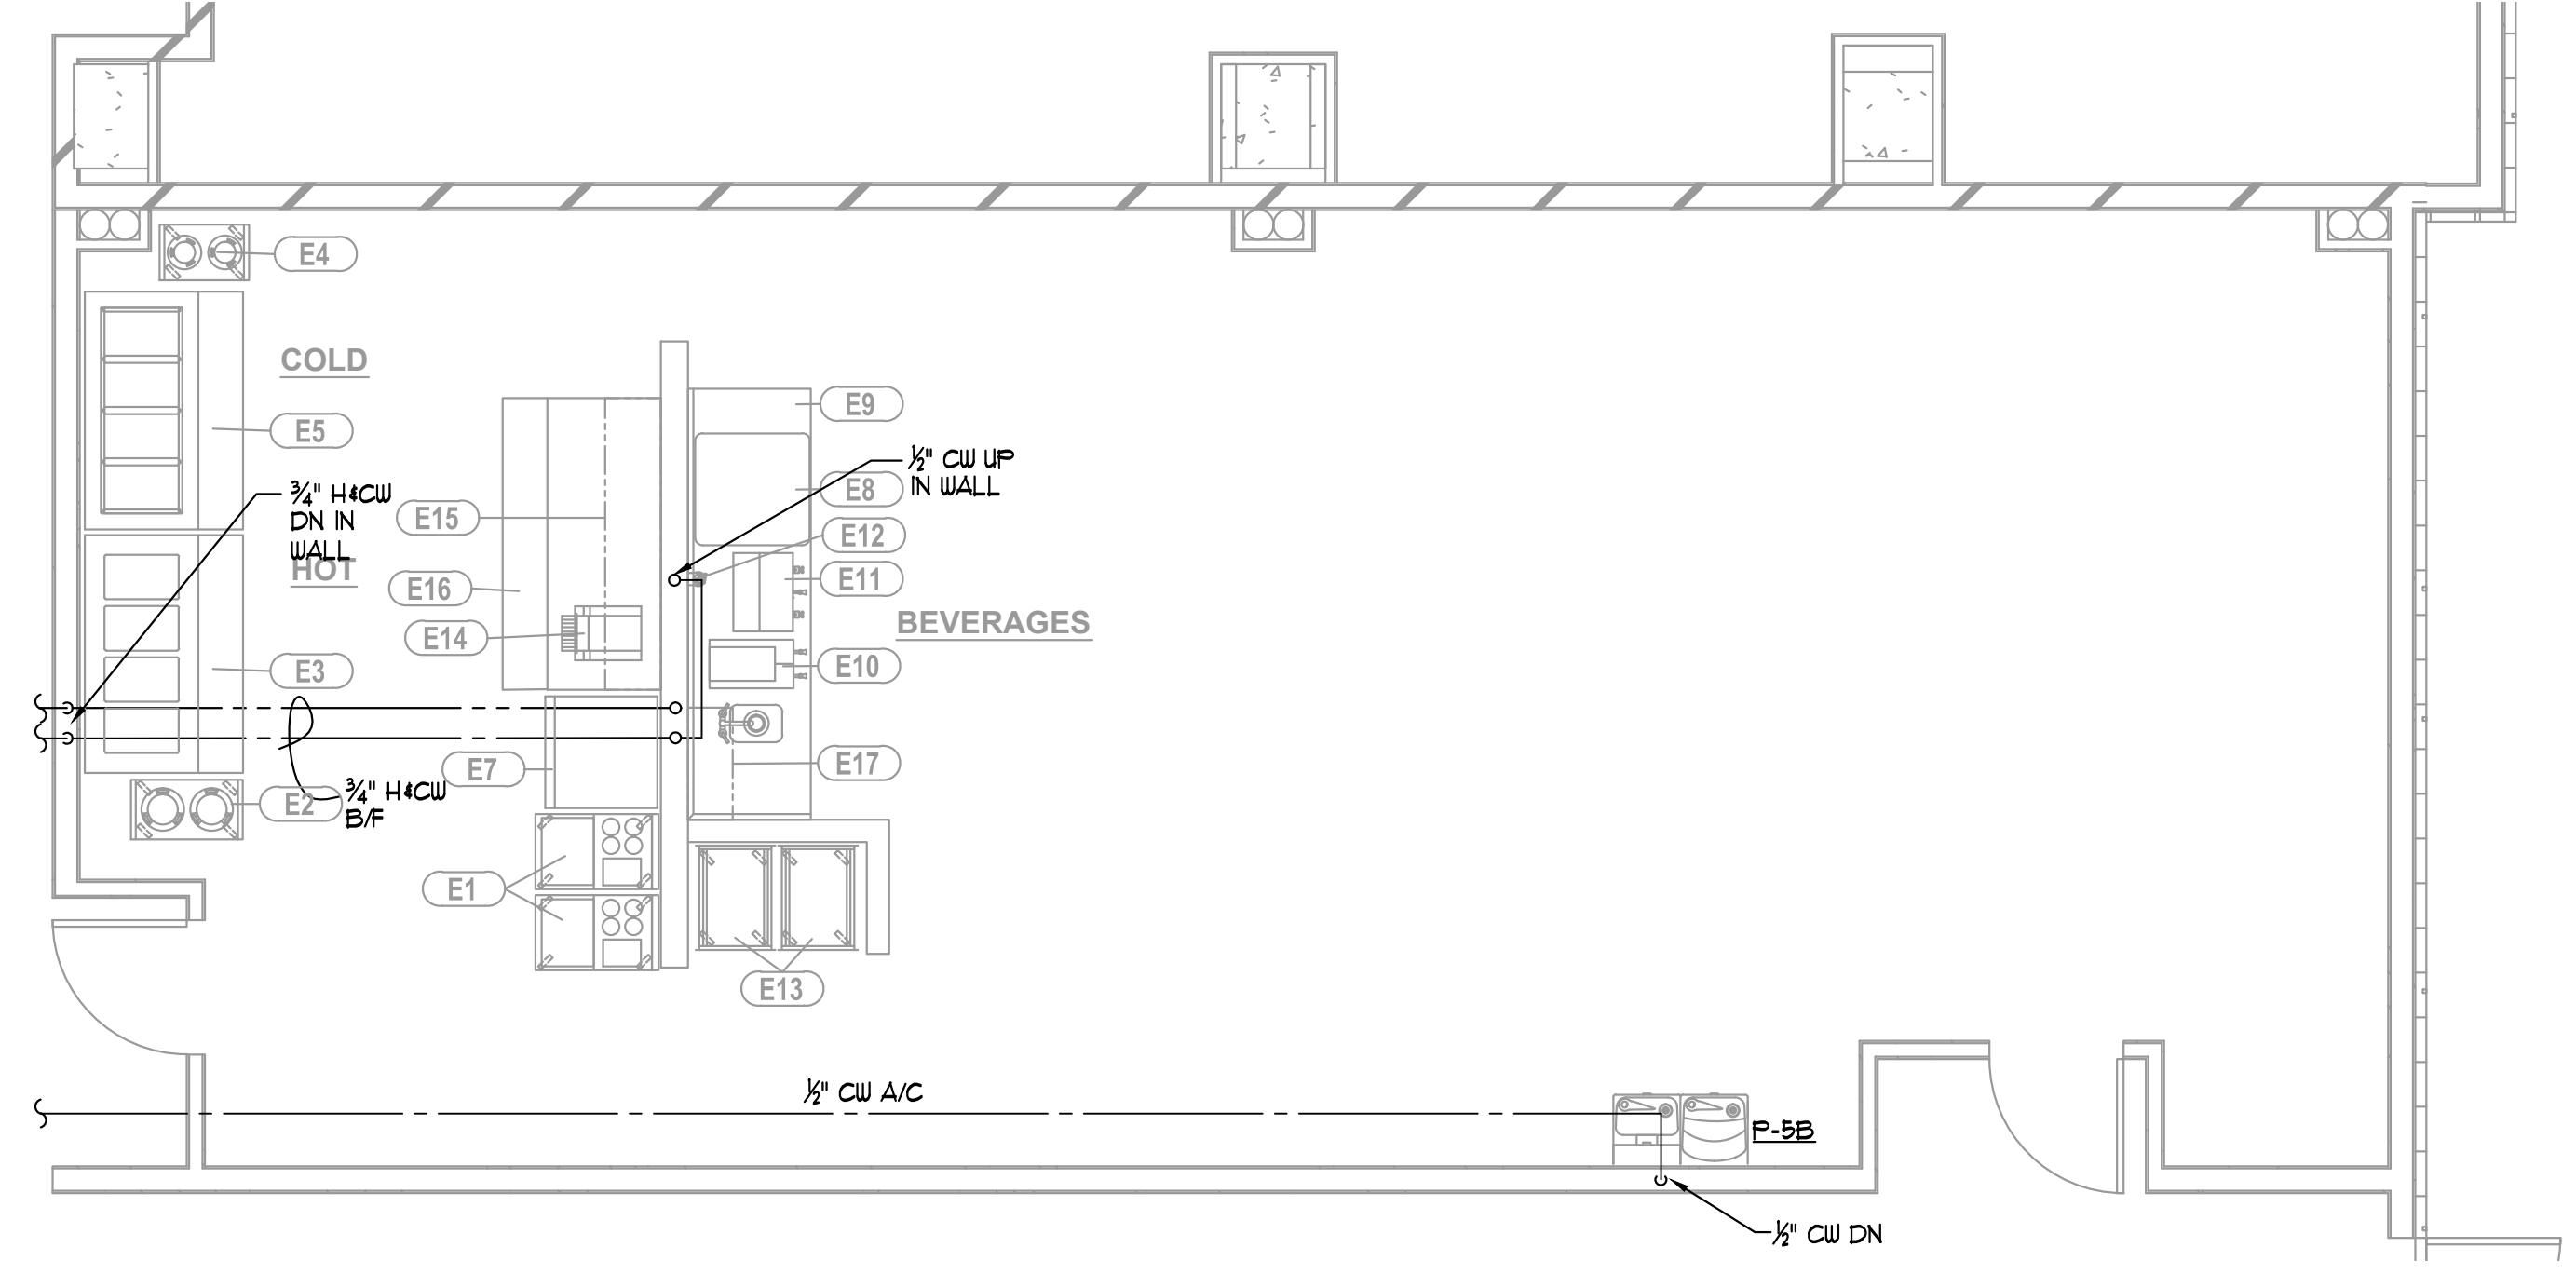 E4
COLD
E9
E5
½" CW UP
IN WALL
¾" H&CW
DN IN
WALL
E8
E15
E12
HOT
E11
E16
BEVERAGES
E14
E10
E3
E17
E7
¾" H&CW
B/F
E2
E1
E13
½" CW A/C
P-5B
½" CW DN